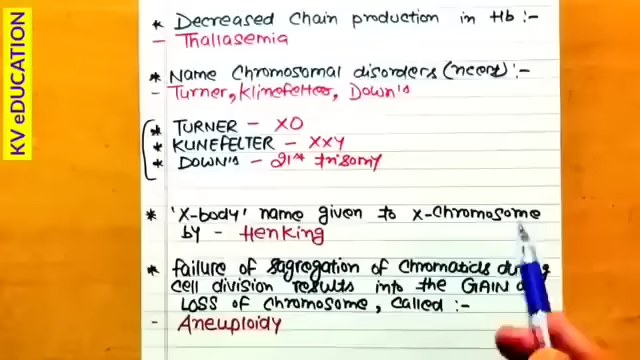 KV eDUCATION
* Decreased Chain production in Hb :-
- Thallasemia
* Name Chromosomal disorders (ncert) :-
- Turner, Klinefelter, Down's
* TURNER - XO
* KLINEFELTER - XXY
* DOWN'S - 21st trisomy
* 'X-body' name given to X-Chromosome
by - Henking
* failure of sagregation of Chromatids during
cell division results into the GAIN or
LOSS of Chromosome, called :-
- Aneuploidy